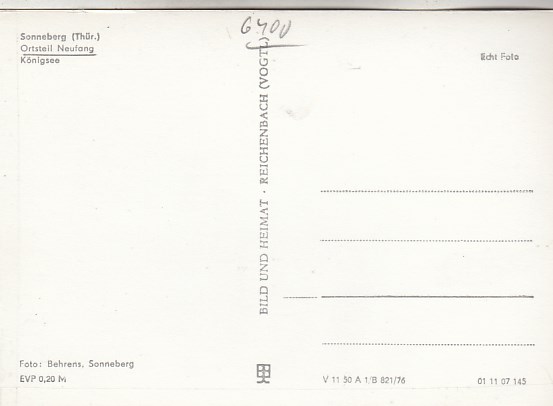 6400
Sonneberg (Thür.)
Ortsteil Neufang
Königsee
Echt Foto
BILD UND HEIMAT · REICHENBACH (VOGTL)
Foto: Behrens, Sonneberg
EVP 0,20 M
V 11 50 A 1/B 821/76
01 11 07 145